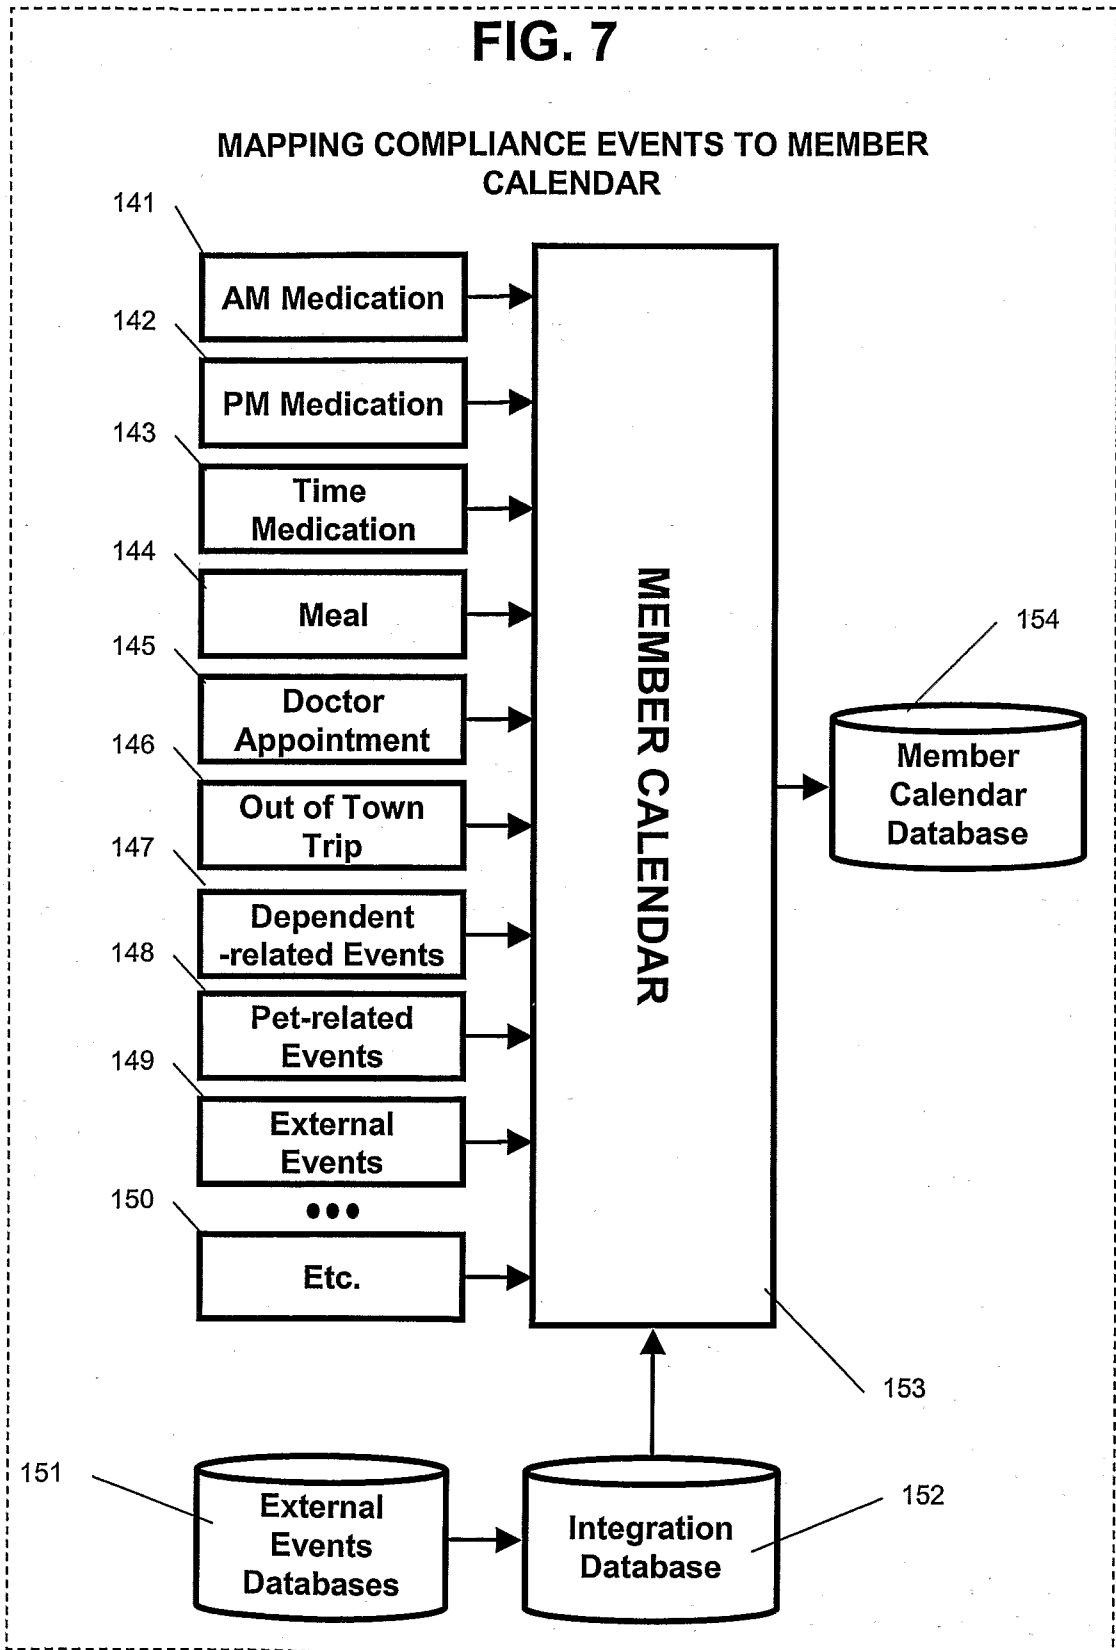 FIG. 7
MAPPING COMPLIANCE EVENTS TO MEMBER
CALENDAR
141
AM Medication
142
PM Medication
143
Time
Medication
144
Meal
145
Doctor
Appointment
146
Out of Town
Trip
147
Dependent
-related Events
148
Pet-related
Events
149
External
Events
•••
150
Etc.
MEMBER CALENDAR
153
154
Member
Calendar
Database
151
External
Events
Databases
152
Integration
Database